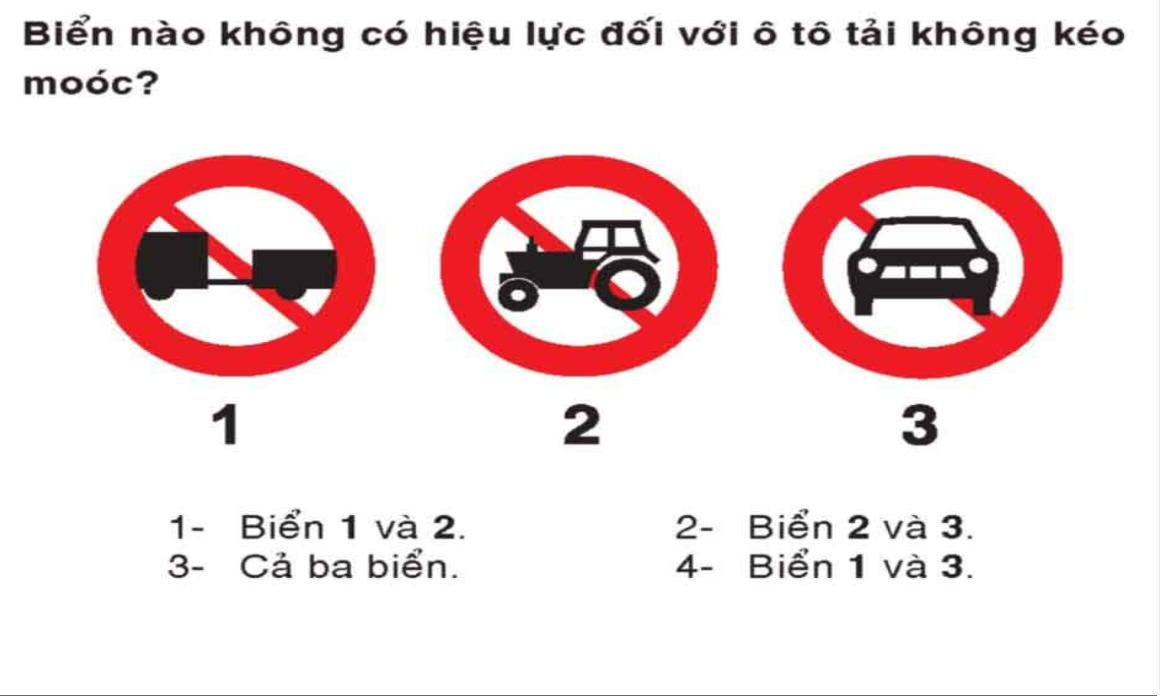 Biển nào không có hiệu lực đối với ô tô tải không kéo
moóc?
1 2 3
1- Biển 1 và 2. 2- Biển 2 và 3.
3- Cả ba biển. 4- Biển 1 và 3.